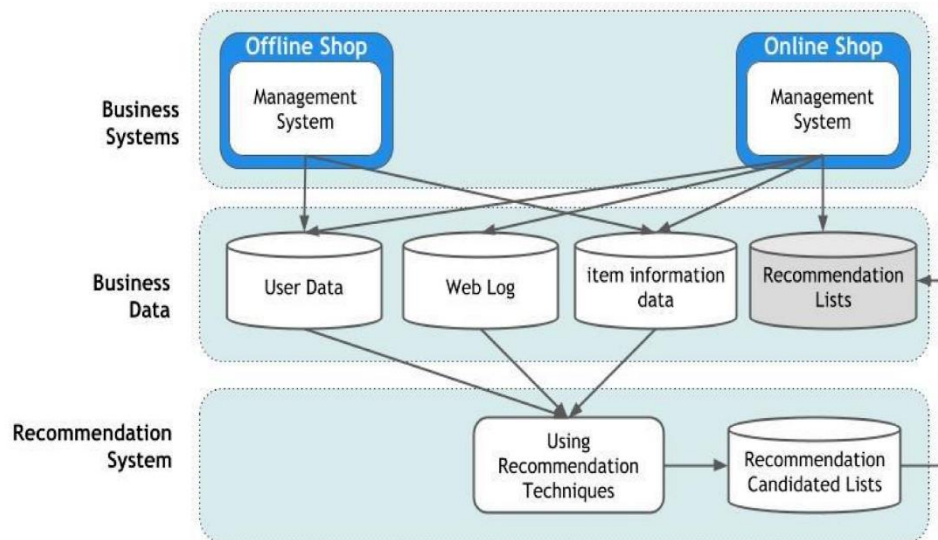 Offline Shop
Online Shop
Management
System
Management
System
Business
Systems
User Data
Web Log
item information
data
Recommendation
Lists
Business
Data
Recommendation
System
Using
Recommendation
Techniques
Recommendation
Candidated Lists